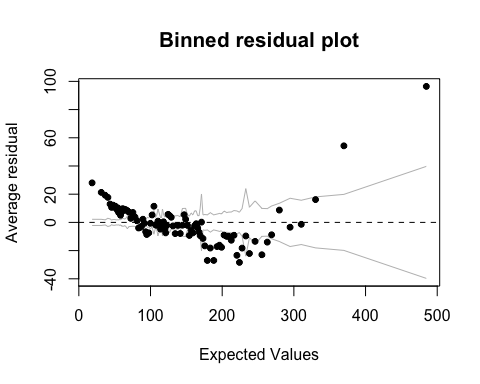 Binned residual plot
Average residual
100
60
20
0
-40
0 100 200 300 400 500
Expected Values